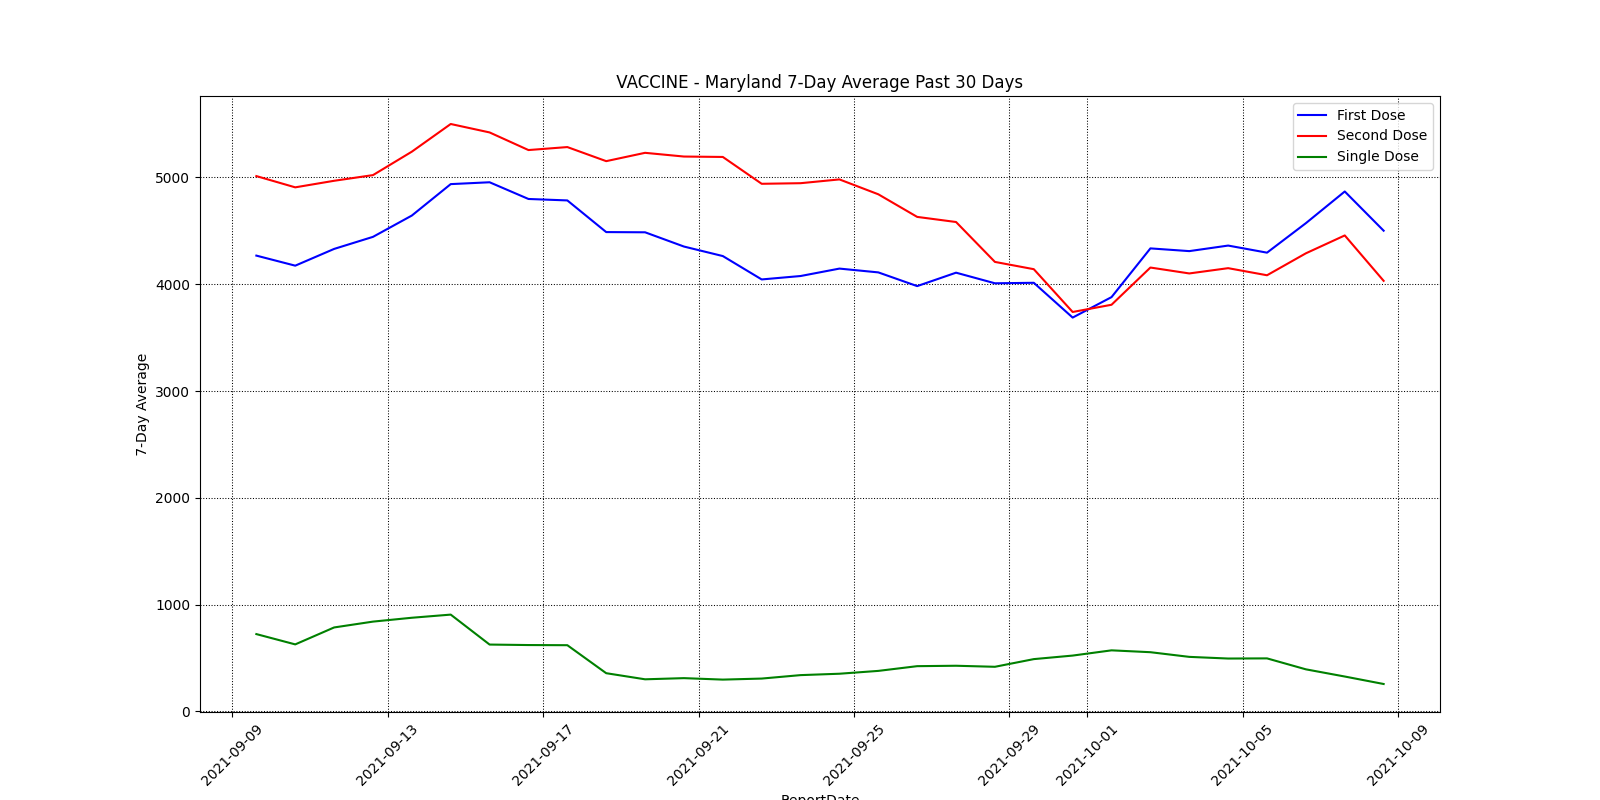 VACCINE - Maryland 7-Day Average Past 30 Days
First Dose
Second Dose
Single Dose
7-Day Average
5000
4000
3000
2000
1000
0
2021-09-09
2021-09-13
2021-09-17
2021-09-21
2021-09-25
2021-09-29
2021-10-01
2021-10-05
2021-10-09
ReportDate